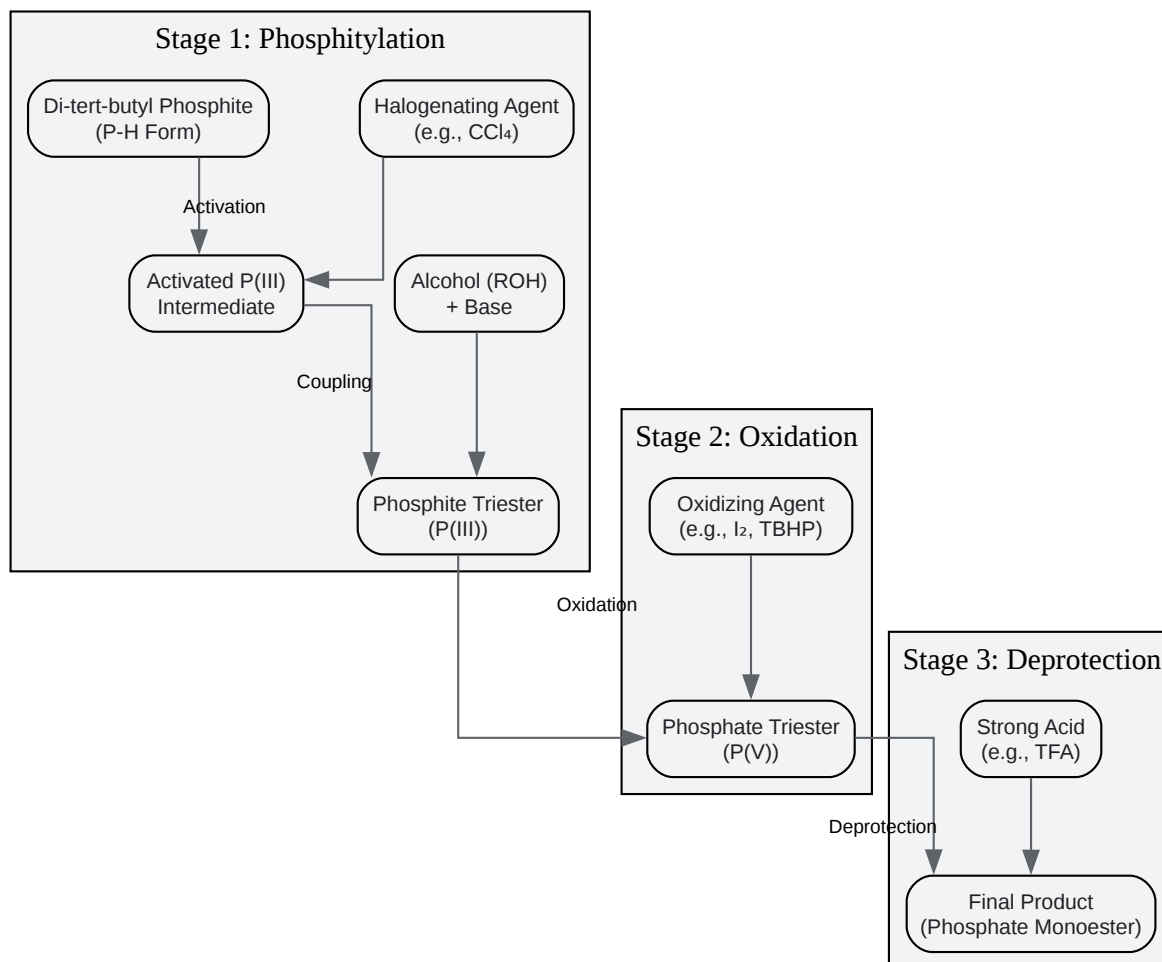 Stage 1: Phosphitylation
Di-tert-butyl Phosphite
(P-H Form)
Halogenating Agent
(e.g., CCl₄)
Activation
Activated P(III)
Intermediate
Alcohol (ROH)
+ Base
Coupling
Phosphite Triester
(P(III))
Stage 2: Oxidation
Oxidizing Agent
(e.g., I₂, TBHP)
Oxidation
Phosphate Triester
(P(V))
Stage 3: Deprotection
Strong Acid
(e.g., TFA)
Deprotection
Final Product
(Phosphate Monoester)